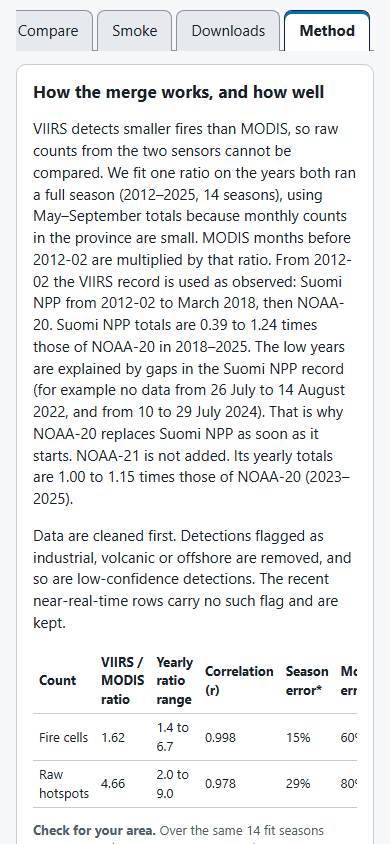 Compare
Smoke
Downloads
Method
How the merge works, and how well
VIIRS detects smaller fires than MODIS, so raw
counts from the two sensors cannot be
compared. We fit one ratio on the years both ran
a full season (2012–2025, 14 seasons), using
May–September totals because monthly counts
in the province are small. MODIS months before
2012-02 are multiplied by that ratio. From 2012-
02 the VIIRS record is used as observed: Suomi
NPP from 2012-02 to March 2018, then NOAA-
20. Suomi NPP totals are 0.39 to 1.24 times
those of NOAA-20 in 2018–2025. The low years
are explained by gaps in the Suomi NPP record
(for example no data from 26 July to 14 August
2022, and from 10 to 29 July 2024). That is why
NOAA-20 replaces Suomi NPP as soon as it
starts. NOAA-21 is not added. Its yearly totals
are 1.00 to 1.15 times those of NOAA-20 (2023–
2025).
Data are cleaned first. Detections flagged as
industrial, volcanic or offshore are removed, and
so are low-confidence detections. The recent
near-real-time rows carry no such flag and are
kept.
Count
VIIRS /
MODIS
ratio
Yearly
ratio
range
Correlation
(r)
Season
error*
Fire cells
1.62
1.4 to
6.7
0.998
15%
Raw
hotspots
4.66
2.0 to
9.0
0.978
29%
Check for your area. Over the same 14 fit seasons